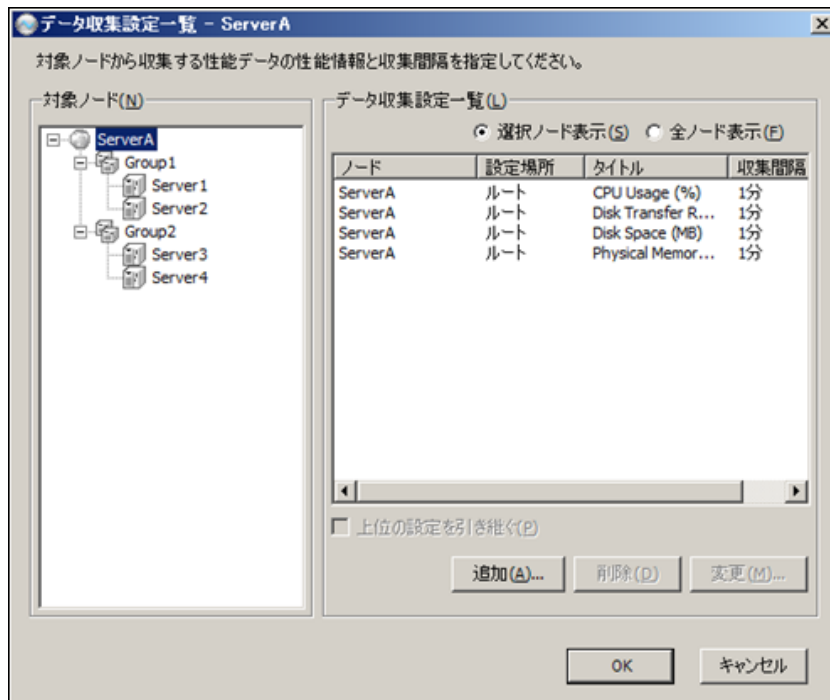 データ収集設定一覧 - ServerA
対象ノードから収集する性能データの性能情報と収集間隔を指定してください。
対象ノード(N)
ServerA
Group1
Server1
Server2
Group2
Server3
Server4
データ収集設定一覧(L)
選択ノード表示(S) 全ノード表示(F)
ノード 設定場所 タイトル 収集間隔
ServerA ルート CPU Usage (%) 1分
ServerA ルート Disk Transfer R... 1分
ServerA ルート Disk Space (MB) 1分
ServerA ルート Physical Memor... 1分
上位の設定を引き継ぐ(P)
追加(A)... 削除(D) 変更(M)...
OK キャンセル